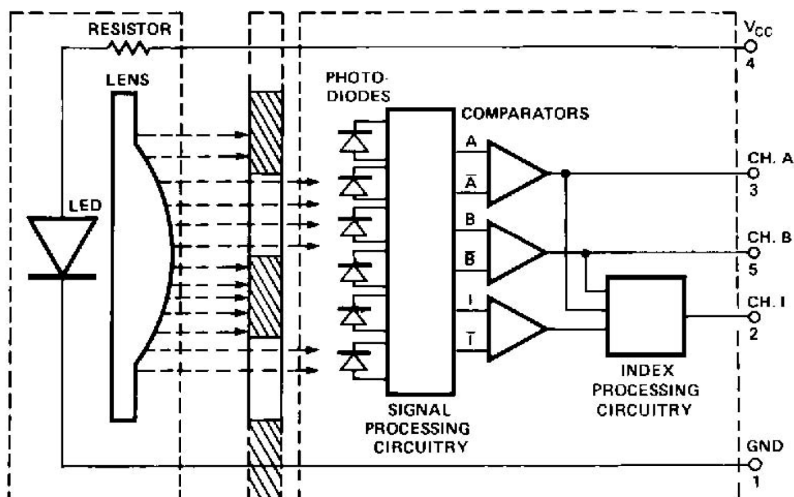 RESISTOR
V_CC
4
LENS
PHOTO-
DIODES
COMPARATORS
A
A̅
CH. A
3
LED
B
B̅
CH. B
5
I
I̅
CH. I
2
SIGNAL
PROCESSING
CIRCUITRY
INDEX
PROCESSING
CIRCUITRY
GND
1